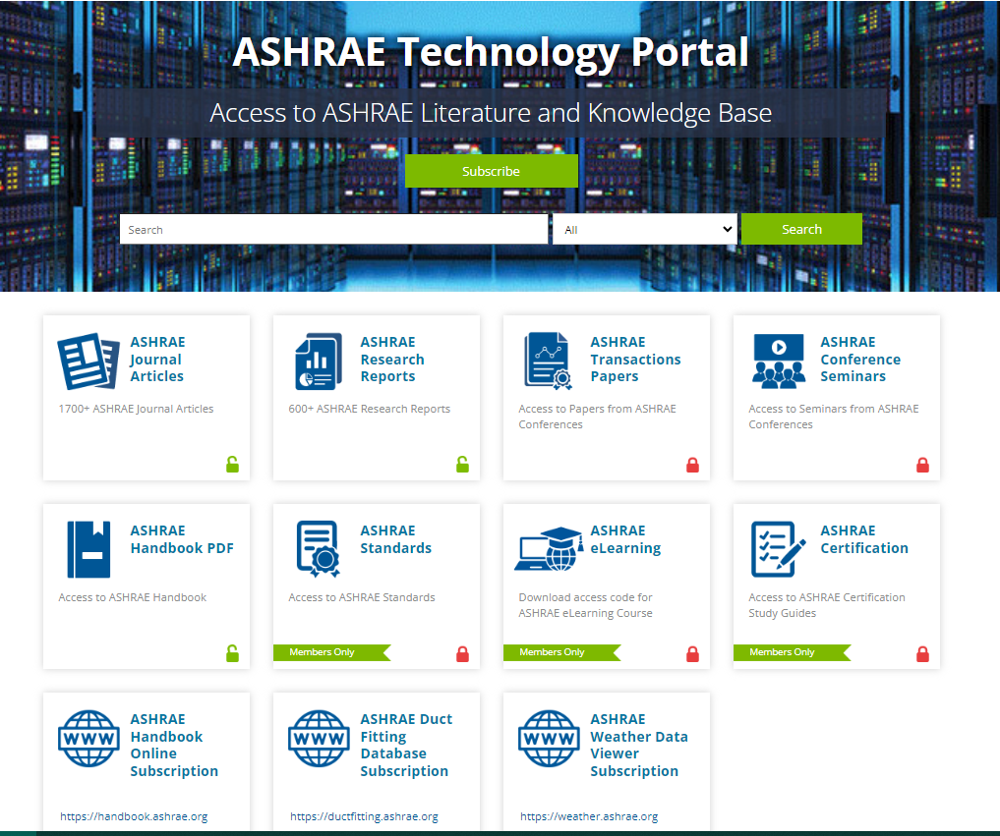 ASHRAE Technology Portal
Access to ASHRAE Literature and Knowledge Base
Subscribe
Search
All
Search
ASHRAE
Journal
Articles
1700+ ASHRAE Journal Articles
ASHRAE
Research
Reports
600+ ASHRAE Research Reports
ASHRAE
Transactions
Papers
Access to Papers from ASHRAE
Conferences
ASHRAE
Conference
Seminars
Access to Seminars from ASHRAE
Conferences
ASHRAE
Handbook PDF
Access to ASHRAE Handbook
ASHRAE
Standards
Access to ASHRAE Standards
Members Only
ASHRAE
eLearning
Download access code for
ASHRAE eLearning Course
Members Only
ASHRAE
Certification
Access to ASHRAE Certification
Study Guides
Members Only
WWW
ASHRAE
Handbook
Online
Subscription
https://handbook.ashrae.org
WWW
ASHRAE Duct
Fitting
Database
Subscription
https://ductfitting.ashrae.org
WWW
ASHRAE
Weather Data
Viewer
Subscription
https://weather.ashrae.org